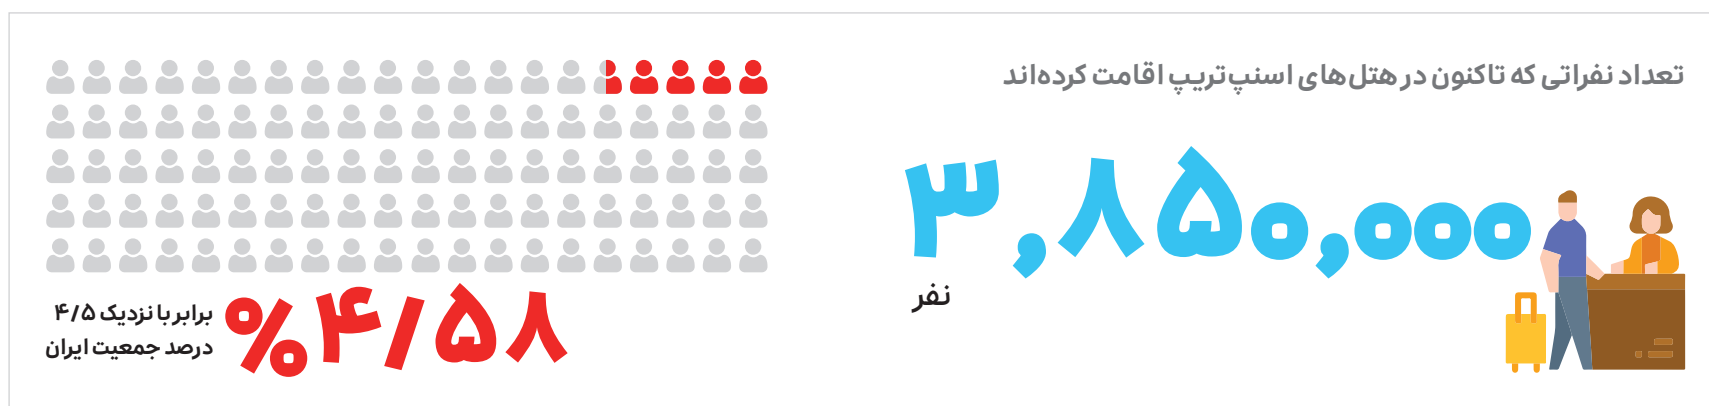 تعداد نفراتی که تاکنون در هتل‌های اسنپ‌تریپ اقامت کرده‌اند
۳,۸۵۰,۰۰۰
نفر
%۴/۵۸
برابر با نزدیک ۴/۵
درصد جمعیت ایران